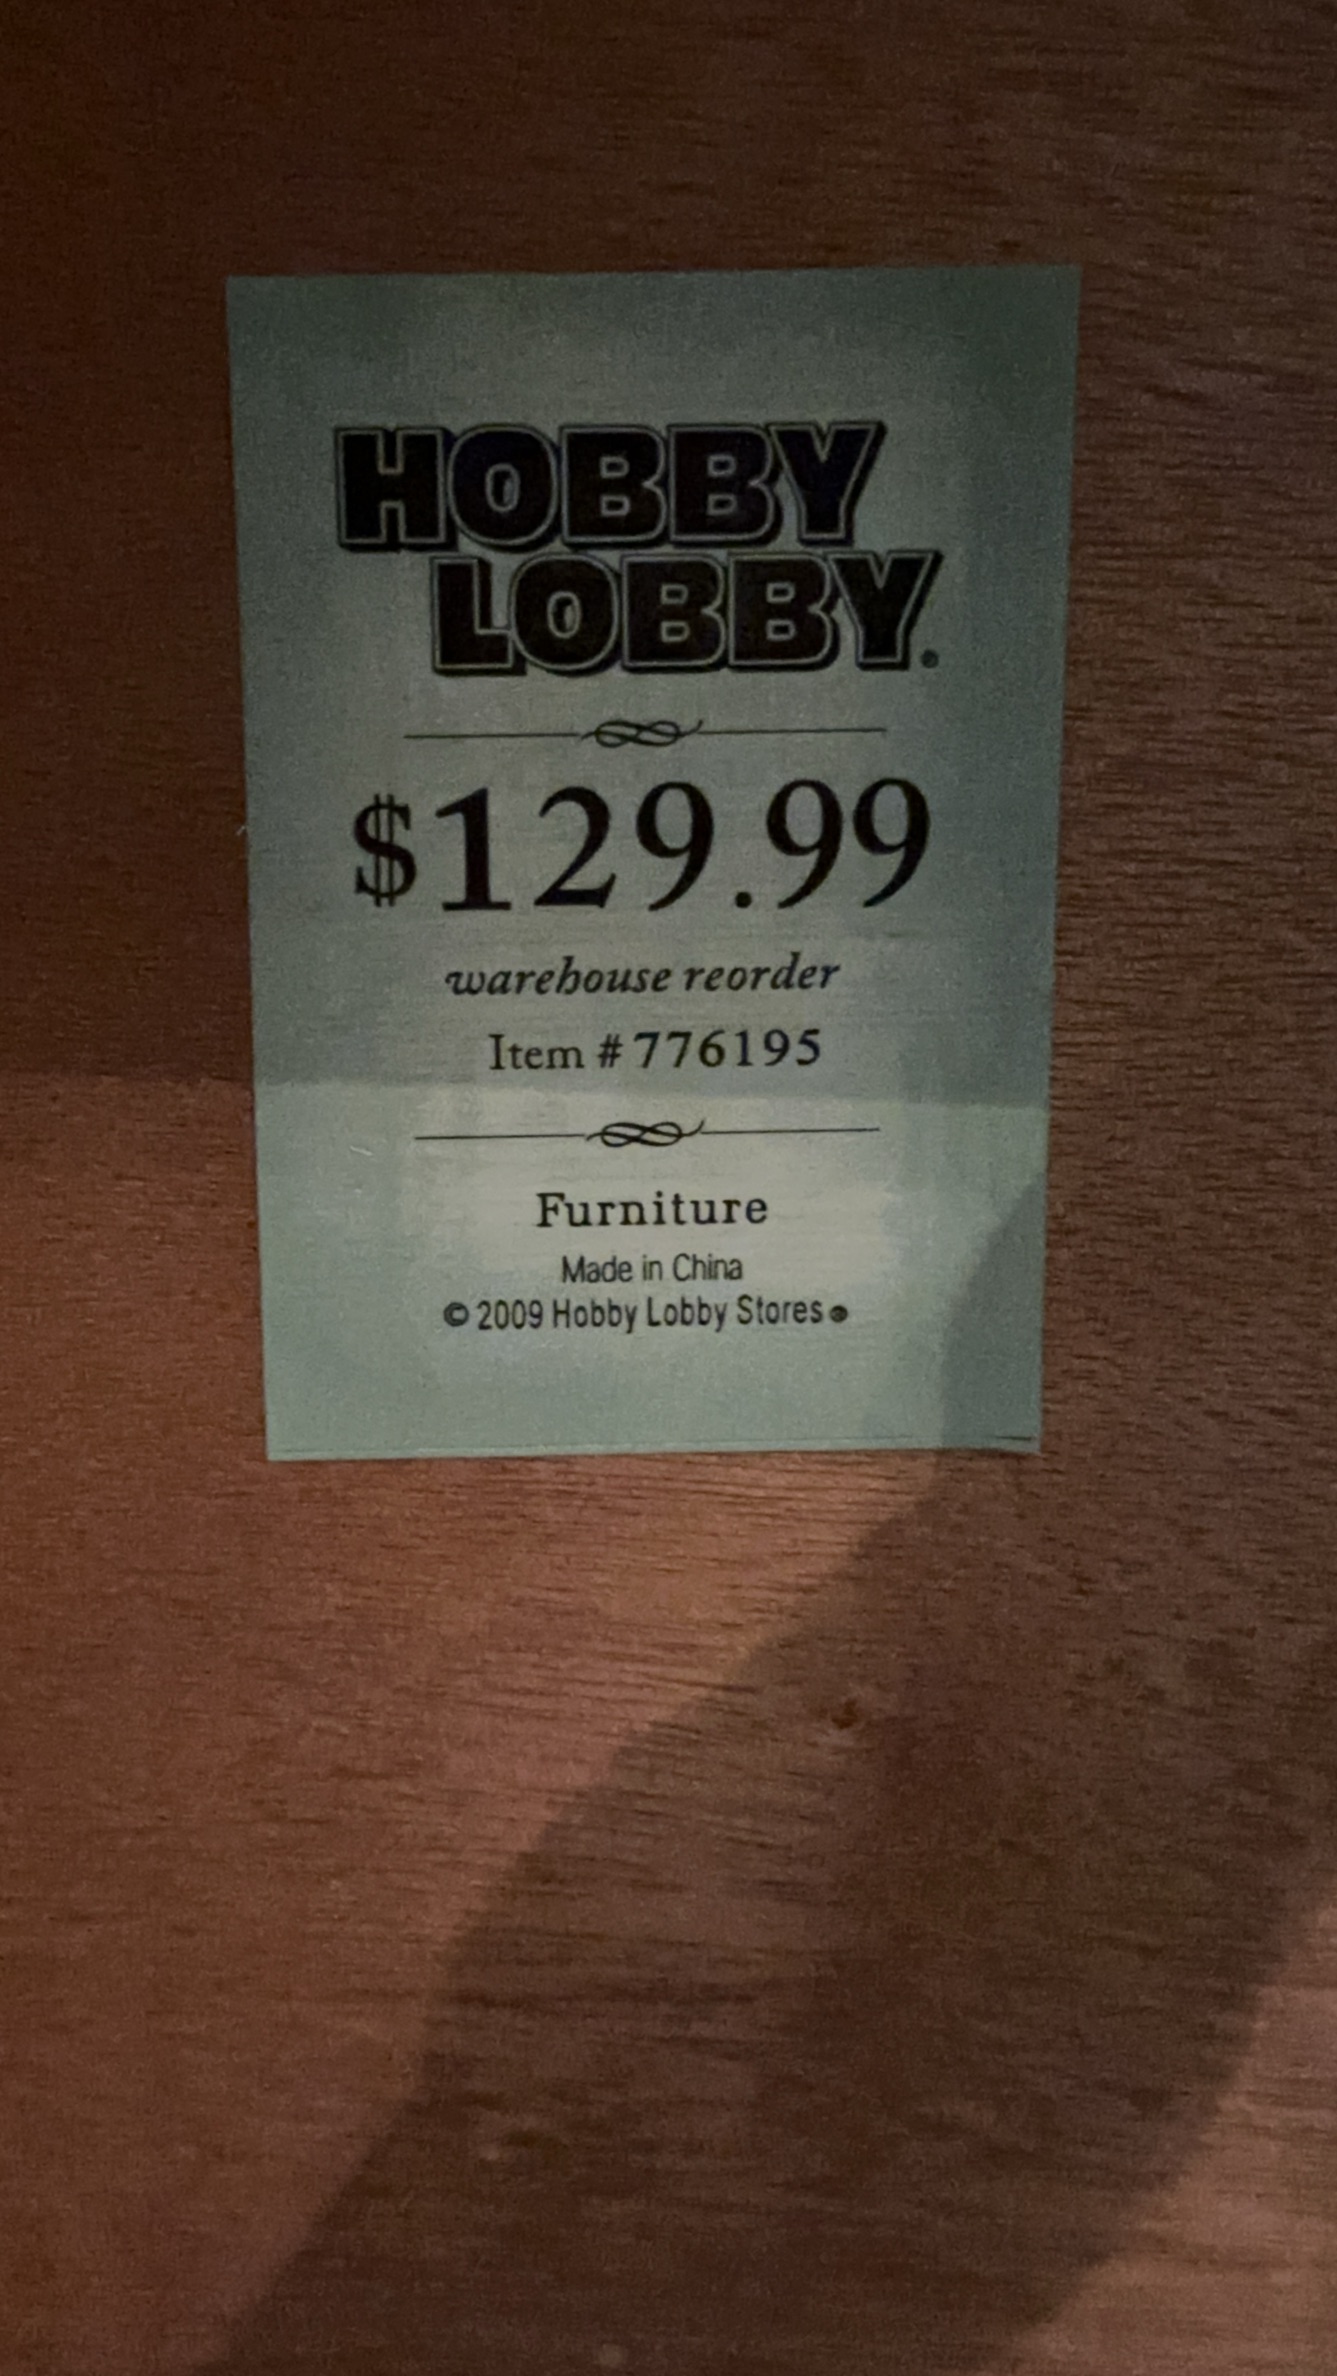 HOBBY
LOBBY®
$129.99
warehouse reorder
Item #776195
Furniture
Made in China
© 2009 Hobby Lobby Stores®